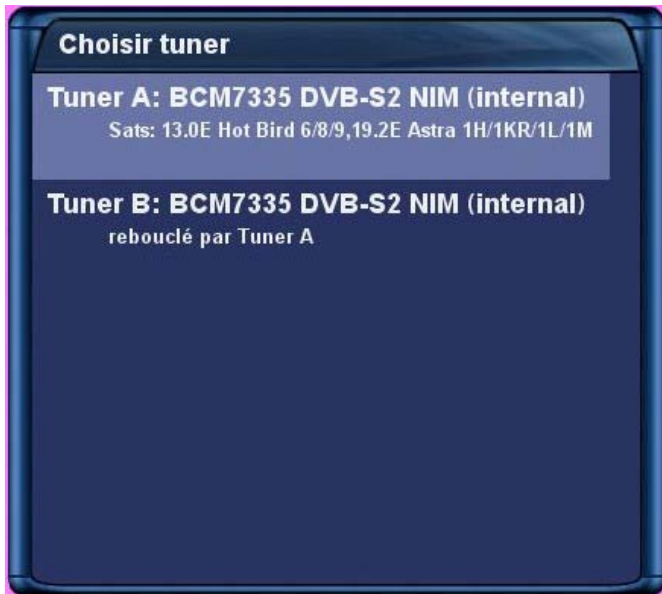 Choisir tuner
Tuner A: BCM7335 DVB-S2 NIM (internal)
Sats: 13.0E Hot Bird 6/8/9,19.2E Astra 1H/1KR/1L/1M
Tuner B: BCM7335 DVB-S2 NIM (internal)
rebouclé par Tuner A